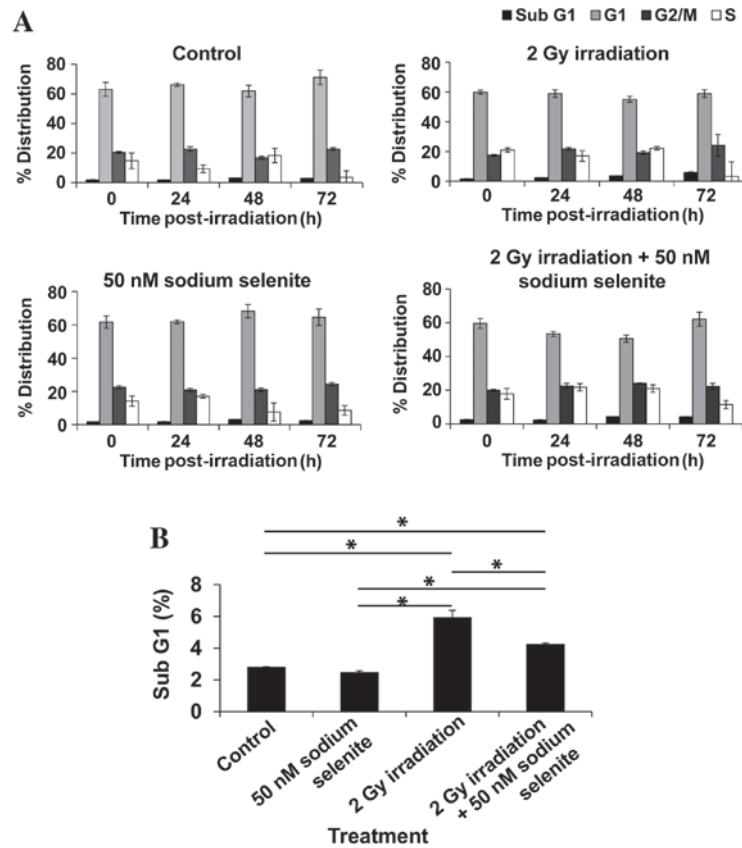 A
Sub G1 G1 G2/M S
Control
% Distribution
80
60
40
20
0
0 24 48 72
Time post-irradiation (h)
2 Gy irradiation
% Distribution
80
60
40
20
0
0 24 48 72
Time post-irradiation (h)
50 nM sodium selenite
% Distribution
80
60
40
20
0
0 24 48 72
Time post-irradiation (h)
2 Gy irradiation + 50 nM
sodium selenite
% Distribution
80
60
40
20
0
0 24 48 72
Time post-irradiation (h)
B
*
*
*
*
*
Sub G1 (%)
8
6
4
2
0
Control
50 nM sodium
selenite
2 Gy irradiation
2 Gy irradiation
+ 50 nM sodium
selenite
Treatment